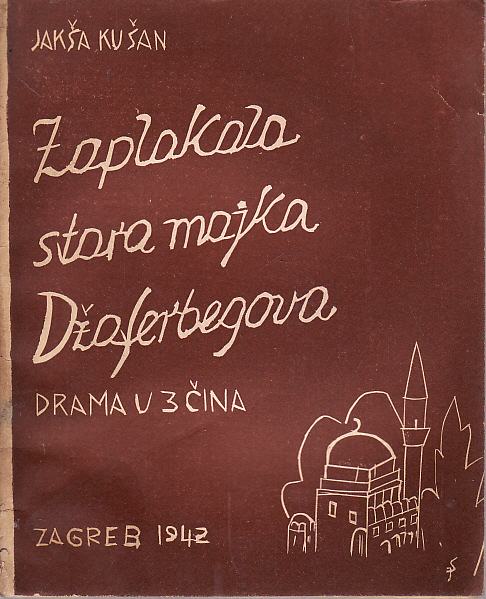 JAKŠA KUŠAN
Zaplakala
stara majka
Džaferbegova
DRAMA U 3 ČINA
ZAGREB 1942